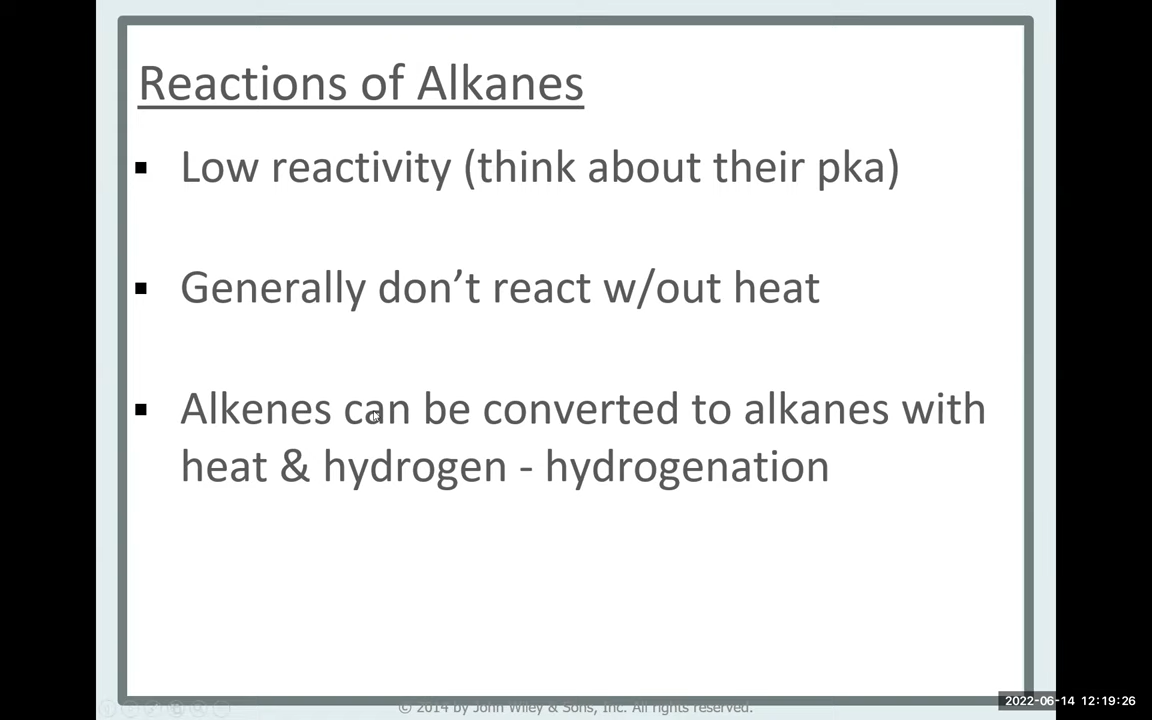 Reactions of Alkanes
▪ Low reactivity (think about their pka)
▪ Generally don’t react w/out heat
▪ Alkenes can be converted to alkanes with
heat & hydrogen - hydrogenation
© 2014 by John Wiley & Sons, Inc. All rights reserved.
2022-06-14 12:19:26